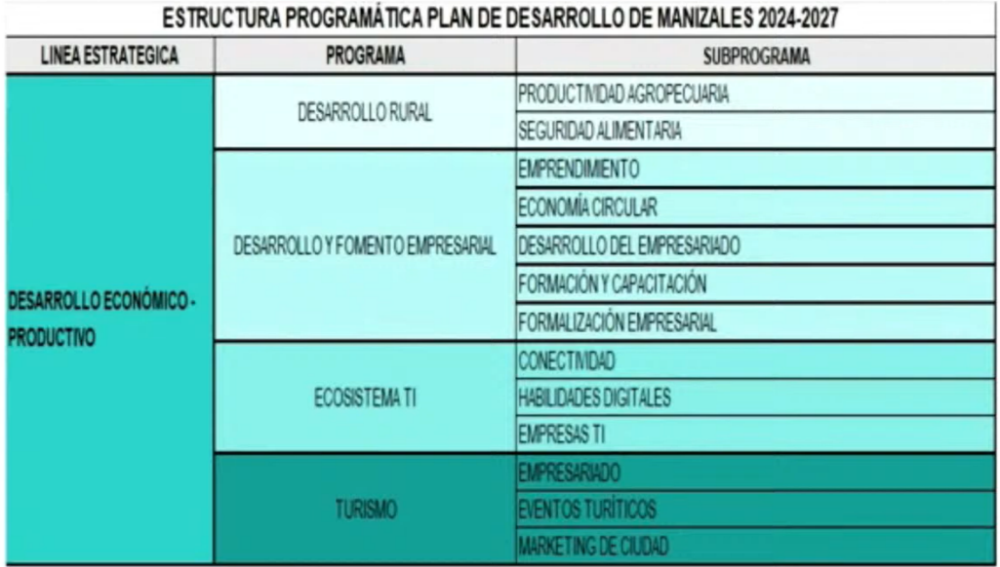 ESTRUCTURA PROGRAMÁTICA PLAN DE DESARROLLO DE MANIZALES 2024-2027
LINEA ESTRATEGICA PROGRAMA SUBPROGRAMA
DESARROLLO ECONÓMICO -
PRODUCTIVO
DESARROLLO RURAL
PRODUCTIVIDAD AGROPECUARIA
SEGURIDAD ALIMENTARIA
DESARROLLO Y FOMENTO EMPRESARIAL
EMPRENDIMIENTO
ECONOMÍA CIRCULAR
DESARROLLO DEL EMPRESARIADO
FORMACIÓN Y CAPACITACIÓN
FORMALIZACIÓN EMPRESARIAL
ECOSISTEMA TI
CONECTIVIDAD
HABILIDADES DIGITALES
EMPRESAS TI
TURISMO
EMPRESARIADO
EVENTOS TURÍTICOS
MARKETING DE CIUDAD